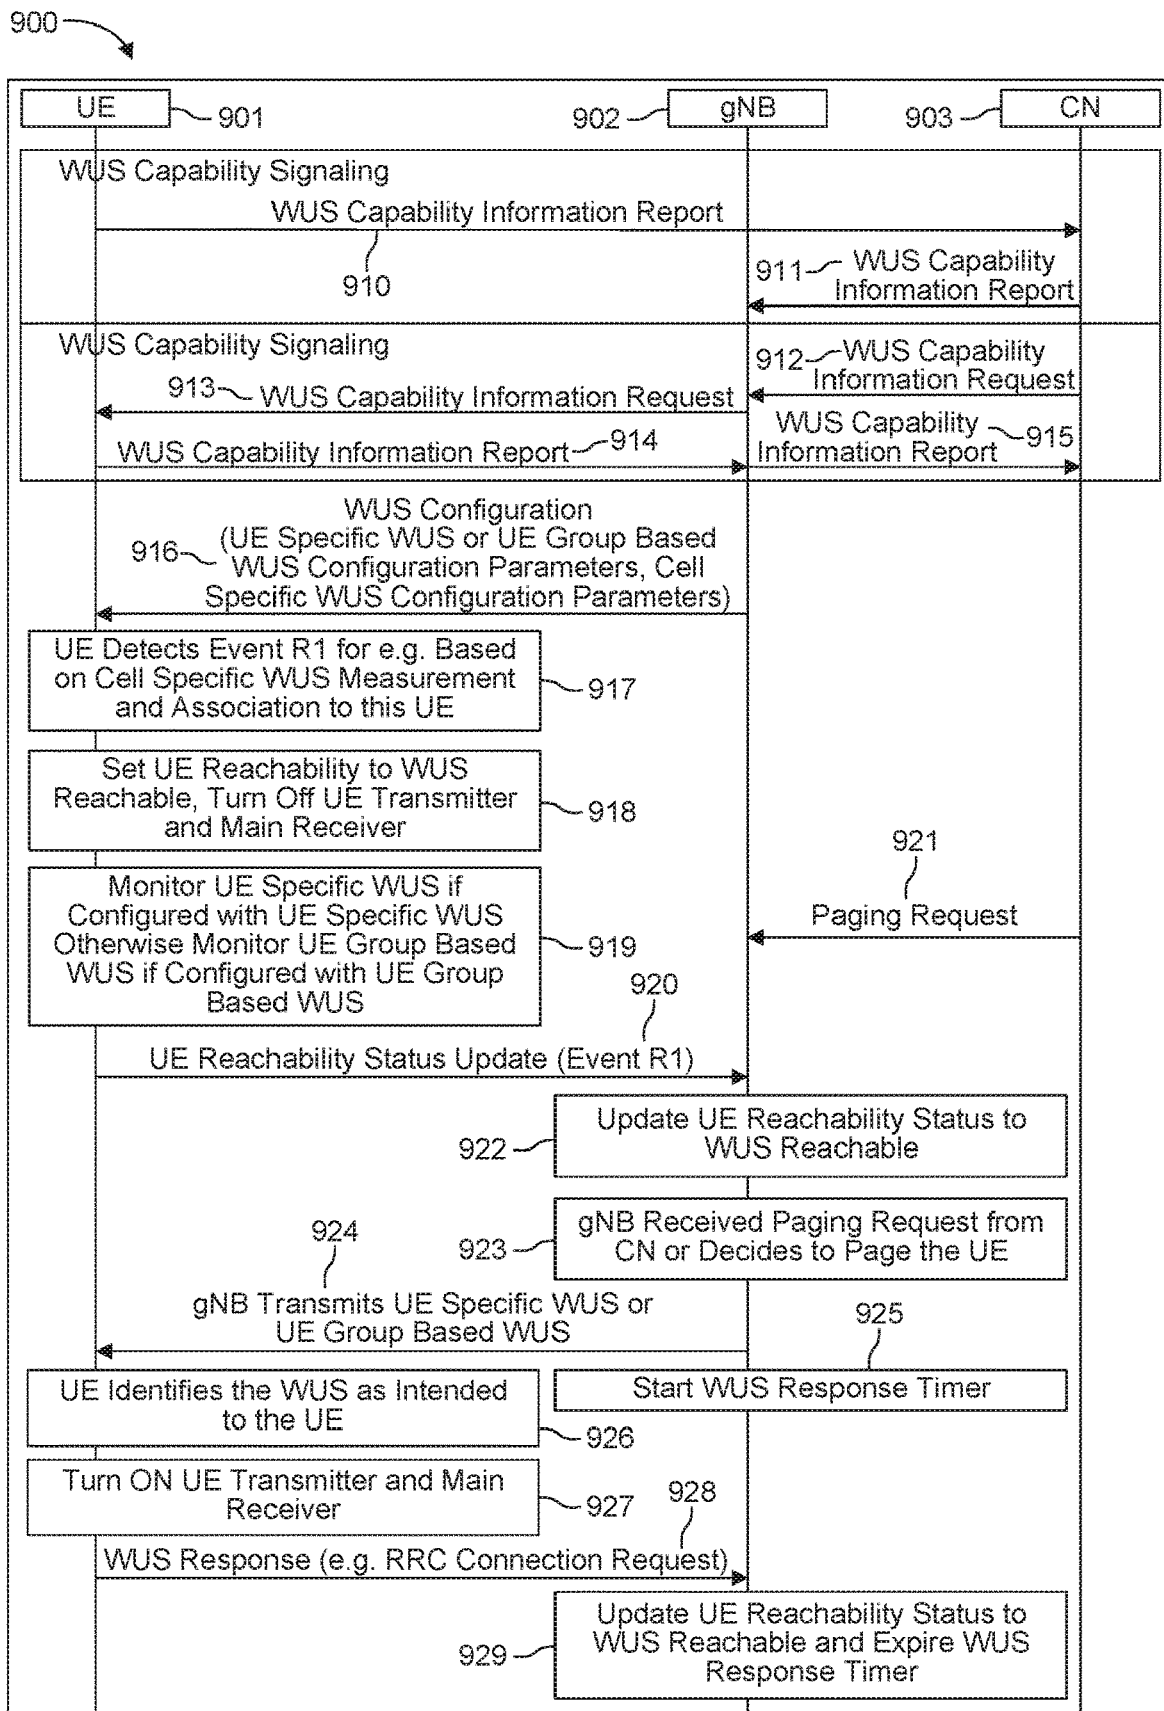 900
UE
901
902
gNB
903
CN
WUS Capability Signaling
WUS Capability Information Report
910
911
WUS Capability
Information Report
WUS Capability Signaling
912
WUS Capability
Information Request
913
WUS Capability Information Request
WUS Capability Information Report
914
WUS Capability
Information Report
915
WUS Configuration
(UE Specific WUS or UE Group Based
WUS Configuration Parameters, Cell
Specific WUS Configuration Parameters)
916
UE Detects Event R1 for e.g. Based
on Cell Specific WUS Measurement
and Association to this UE
917
Set UE Reachability to WUS
Reachable, Turn Off UE Transmitter
and Main Receiver
918
921
Paging Request
Monitor UE Specific WUS if
Configured with UE Specific WUS
Otherwise Monitor UE Group Based
WUS if Configured with UE Group
Based WUS
919
920
UE Reachability Status Update (Event R1)
Update UE Reachability Status to
WUS Reachable
922
gNB Received Paging Request from
CN or Decides to Page the UE
923
924
gNB Transmits UE Specific WUS or
UE Group Based WUS
925
Start WUS Response Timer
UE Identifies the WUS as Intended
to the UE
926
Turn ON UE Transmitter and Main
Receiver
927
928
WUS Response (e.g. RRC Connection Request)
Update UE Reachability Status to
WUS Reachable and Expire WUS
Response Timer
929